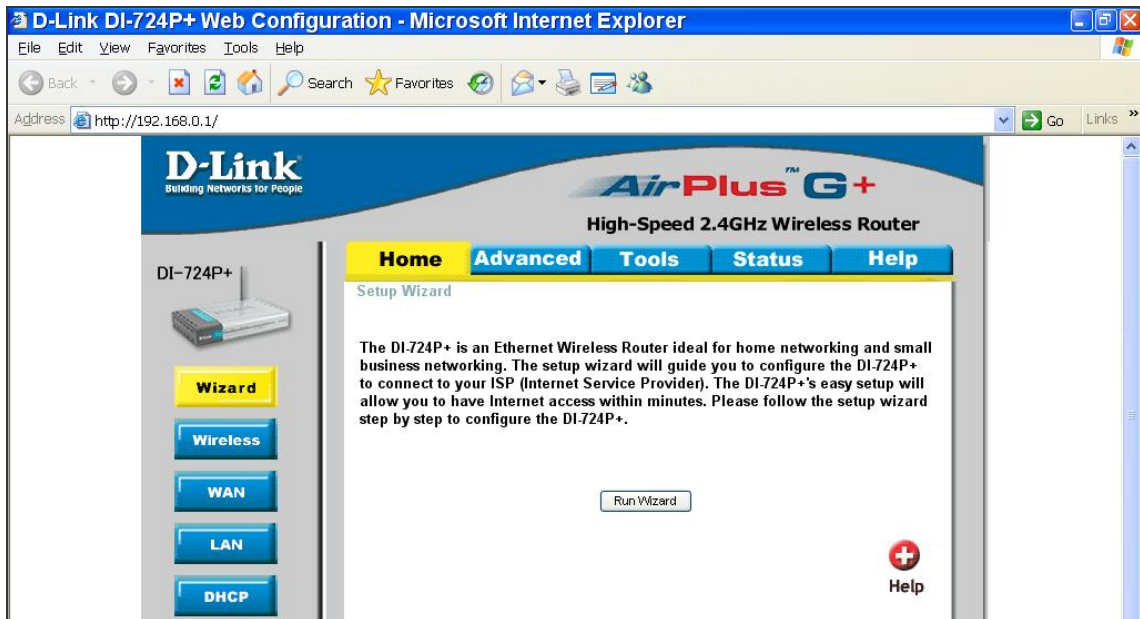 D-Link DI-724P+ Web Configuration - Microsoft Internet Explorer
File Edit View Favorites Tools Help
Back Search Favorites
Address http://192.168.0.1/ Go Links »
D-Link
Building Networks for People
AirPlus™ G+
High-Speed 2.4GHz Wireless Router
DI-724P+
Home Advanced Tools Status Help
Setup Wizard
The DI-724P+ is an Ethernet Wireless Router ideal for home networking and small
business networking. The setup wizard will guide you to configure the DI-724P+
to connect to your ISP (Internet Service Provider). The DI-724P+'s easy setup will
allow you to have Internet access within minutes. Please follow the setup wizard
step by step to configure the DI-724P+.
Run Wizard
Help
Wizard
Wireless
WAN
LAN
DHCP